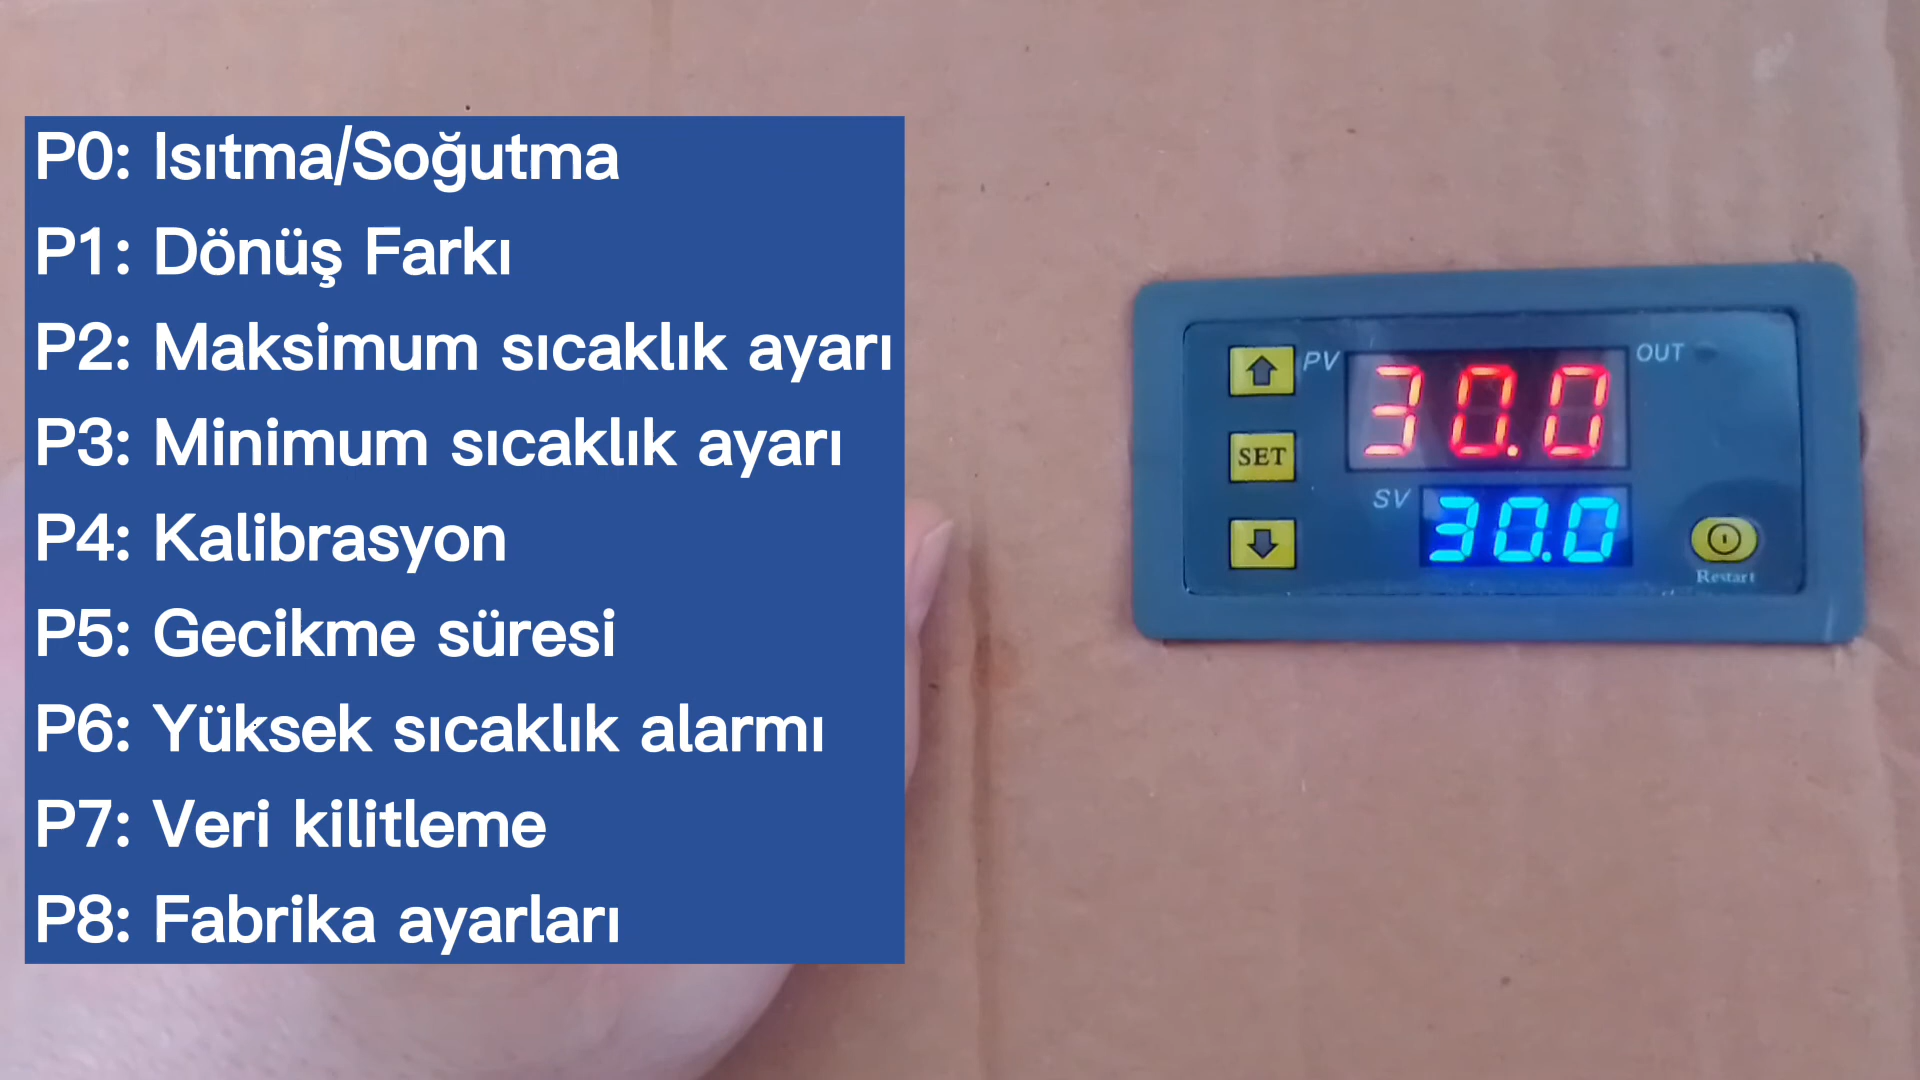 P0: Isıtma/Soğutma
P1: Dönüş Farkı
P2: Maksimum sıcaklık ayarı
P3: Minimum sıcaklık ayarı
P4: Kalibrasyon
P5: Gecikme süresi
P6: Yüksek sıcaklık alarmı
P7: Veri kilitleme
P8: Fabrika ayarları
PV 30.0 OUT
SET
SV 30.0
Restart